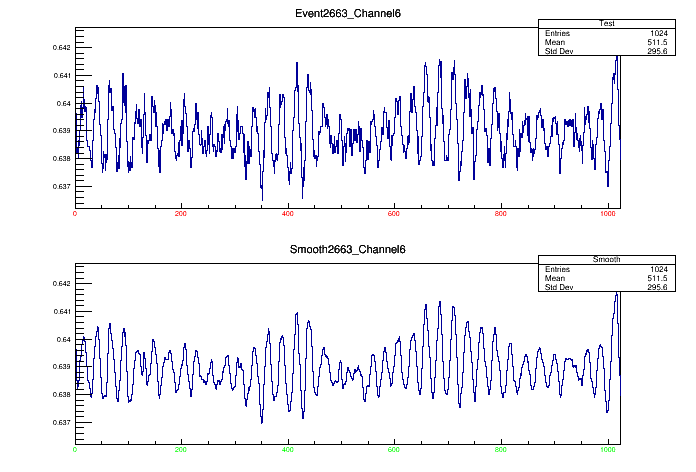 Event2663_Channel6
Test
Entries 1024
Mean 511.5
Std Dev 295.6
0.642
0.641
0.64
0.639
0.638
0.637
0 200 400 600 800 1000
Smooth2663_Channel6
Smooth
Entries 1024
Mean 511.5
Std Dev 295.6
0.642
0.641
0.64
0.639
0.638
0.637
0 200 400 600 800 1000